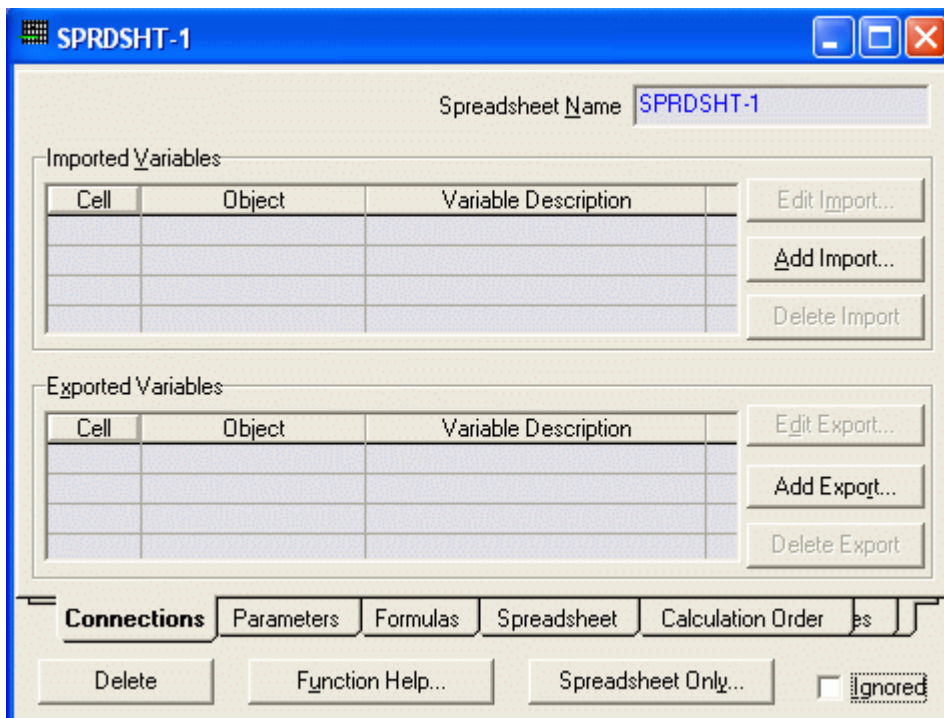 SPRDSHT-1
Spreadsheet Name SPRDSHT-1
Imported Variables
Cell Object Variable Description
Edit Import...
Add Import...
Delete Import
Exported Variables
Cell Object Variable Description
Edit Export...
Add Export...
Delete Export
Connections Parameters Formulas Spreadsheet Calculation Order es
Delete Function Help... Spreadsheet Only... Ignored